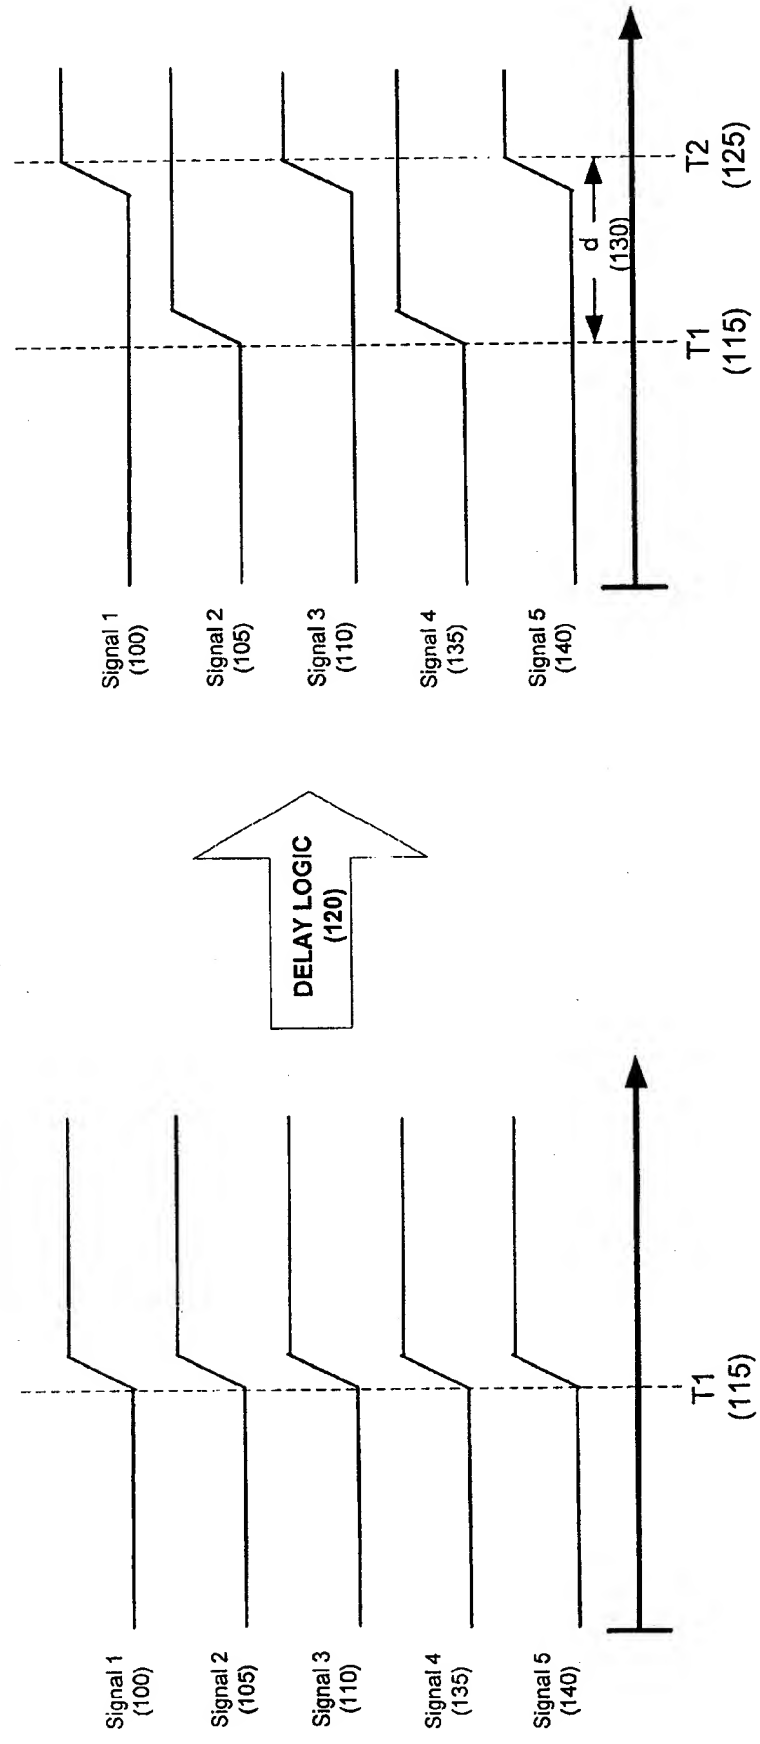 Signal 1
(100)
Signal 2
(105)
Signal 3
(110)
Signal 4
(135)
Signal 5
(140)
T1
(115)
DELAY LOGIC
(120)
Signal 1
(100)
Signal 2
(105)
Signal 3
(110)
Signal 4
(135)
Signal 5
(140)
d
(130)
T1
(115)
T2
(125)